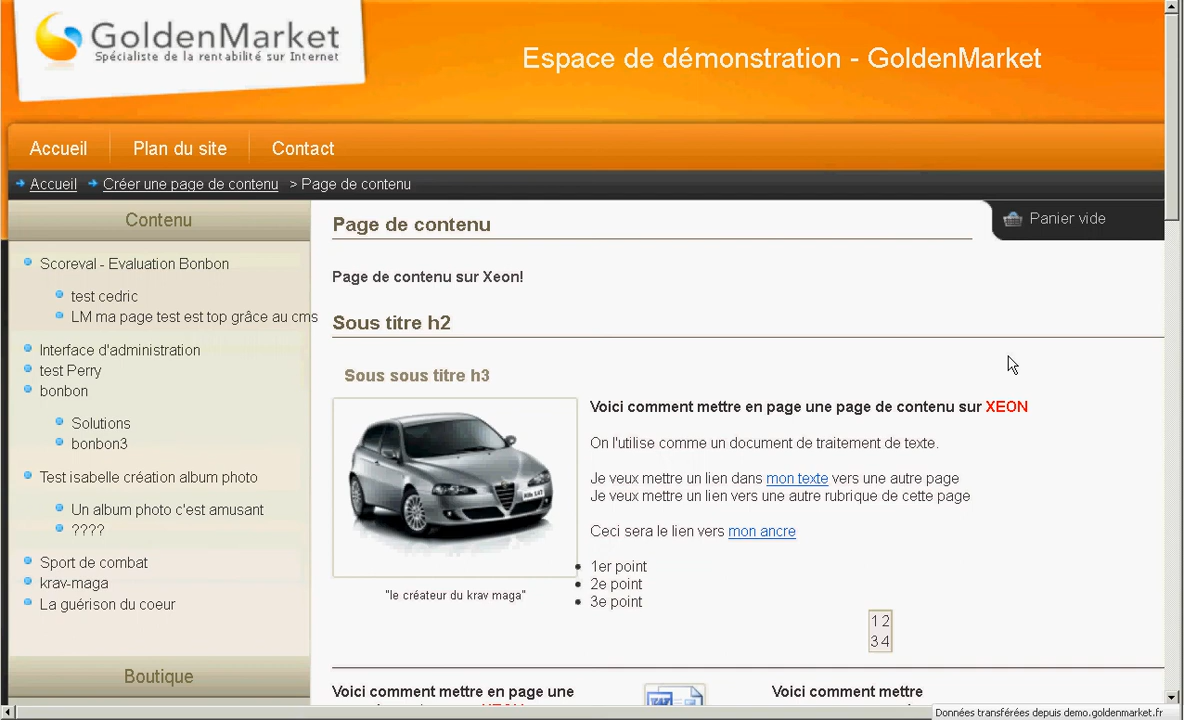 GoldenMarket
Spécialiste de la rentabilité sur Internet
Espace de démonstration - GoldenMarket
Accueil
Plan du site
Contact
Accueil Créer une page de contenu > Page de contenu
Contenu
Scoreval - Evaluation Bonbon
test cedric
LM ma page test est top grâce au cms
Interface d'administration
test Perry
bonbon
Solutions
bonbon3
Test isabelle création album photo
Un album photo c'est amusant
????
Sport de combat
krav-maga
La guérison du coeur
Boutique
Page de contenu
Panier vide
Page de contenu sur Xeon!
Sous titre h2
Sous sous titre h3
"le créateur du krav maga"
Voici comment mettre en page une page de contenu sur XEON
On l'utilise comme un document de traitement de texte.
Je veux mettre un lien dans mon texte vers une autre page
Je veux mettre un lien vers une autre rubrique de cette page
Ceci sera le lien vers mon ancre
1er point
2e point
3e point
1 2
3 4
Voici comment mettre en page une
Voici comment mettre
Données transférées depuis demo.goldenmarket.fr